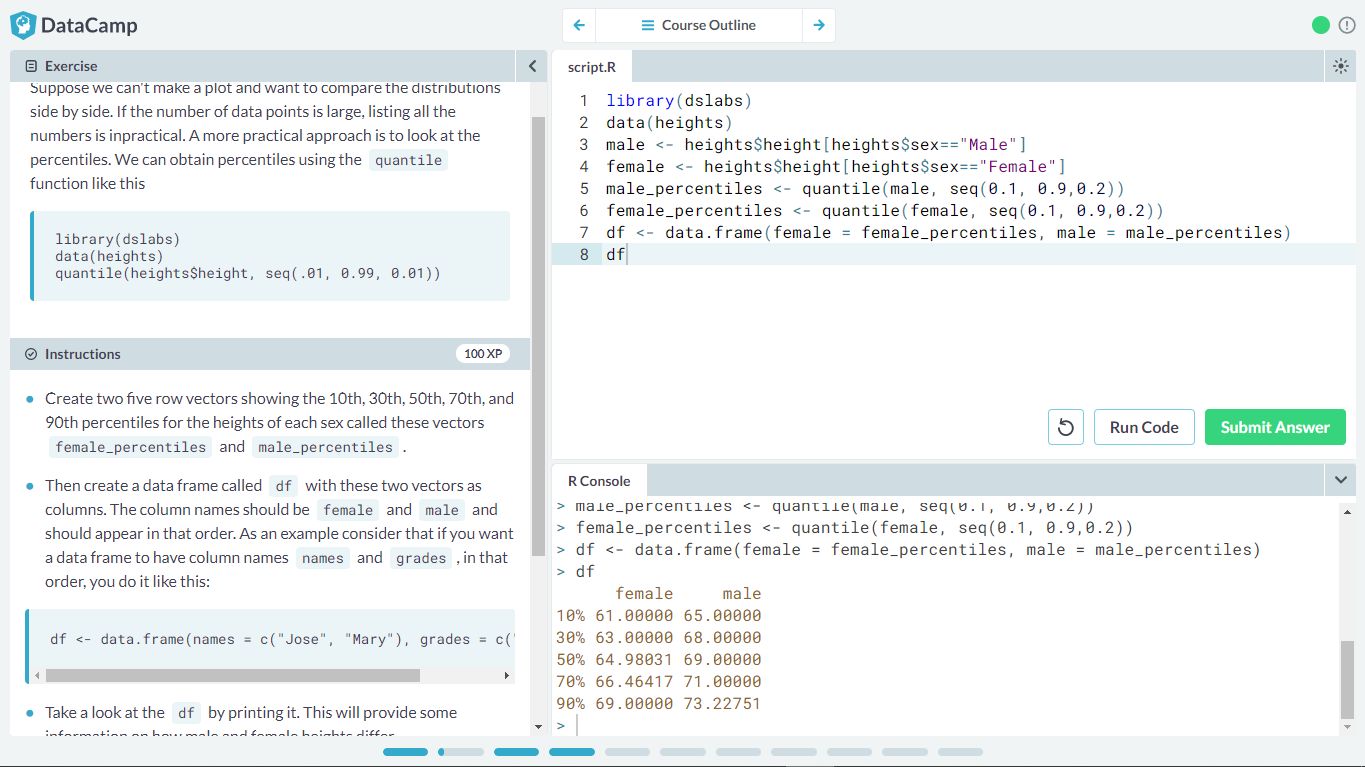 DataCamp
Course Outline
Exercise
Suppose we can't make a plot and want to compare the distributions
side by side. If the number of data points is large, listing all the
numbers is inpractical. A more practical approach is to look at the
percentiles. We can obtain percentiles using the quantile
function like this
library(dslabs)
data(heights)
quantile(heights$height, seq(.01, 0.99, 0.01))
Instructions
100 XP
Create two five row vectors showing the 10th, 30th, 50th, 70th, and
90th percentiles for the heights of each sex called these vectors
female_percentiles and male_percentiles .
Then create a data frame called df with these two vectors as
columns. The column names should be female and male and
should appear in that order. As an example consider that if you want
a data frame to have column names names and grades , in that
order, you do it like this:
df <- data.frame(names = c("Jose", "Mary"), grades = c("
Take a look at the df by printing it. This will provide some
information on how male and female heights differ.
script.R
1 library(dslabs)
2 data(heights)
3 male <- heights$height[heights$sex=="Male"]
4 female <- heights$height[heights$sex=="Female"]
5 male_percentiles <- quantile(male, seq(0.1, 0.9,0.2))
6 female_percentiles <- quantile(female, seq(0.1, 0.9,0.2))
7 df <- data.frame(female = female_percentiles, male = male_percentiles)
8 df
Run Code
Submit Answer
R Console
> male_percentiles <- quantile(male, seq(0.1, 0.9,0.2))
> female_percentiles <- quantile(female, seq(0.1, 0.9,0.2))
> df <- data.frame(female = female_percentiles, male = male_percentiles)
> df
female male
10% 61.00000 65.00000
30% 63.00000 68.00000
50% 64.98031 69.00000
70% 66.46417 71.00000
90% 69.00000 73.22751
>